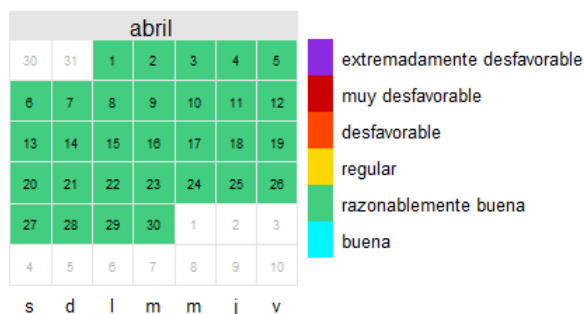 abril
30 31 1 2 3 4 5
6 7 8 9 10 11 12
13 14 15 16 17 18 19
20 21 22 23 24 25 26
27 28 29 30 1 2 3
4 5 6 7 8 9 10
s d l m m j v
extremadamente desfavorable
muy desfavorable
desfavorable
regular
razonablemente buena
buena